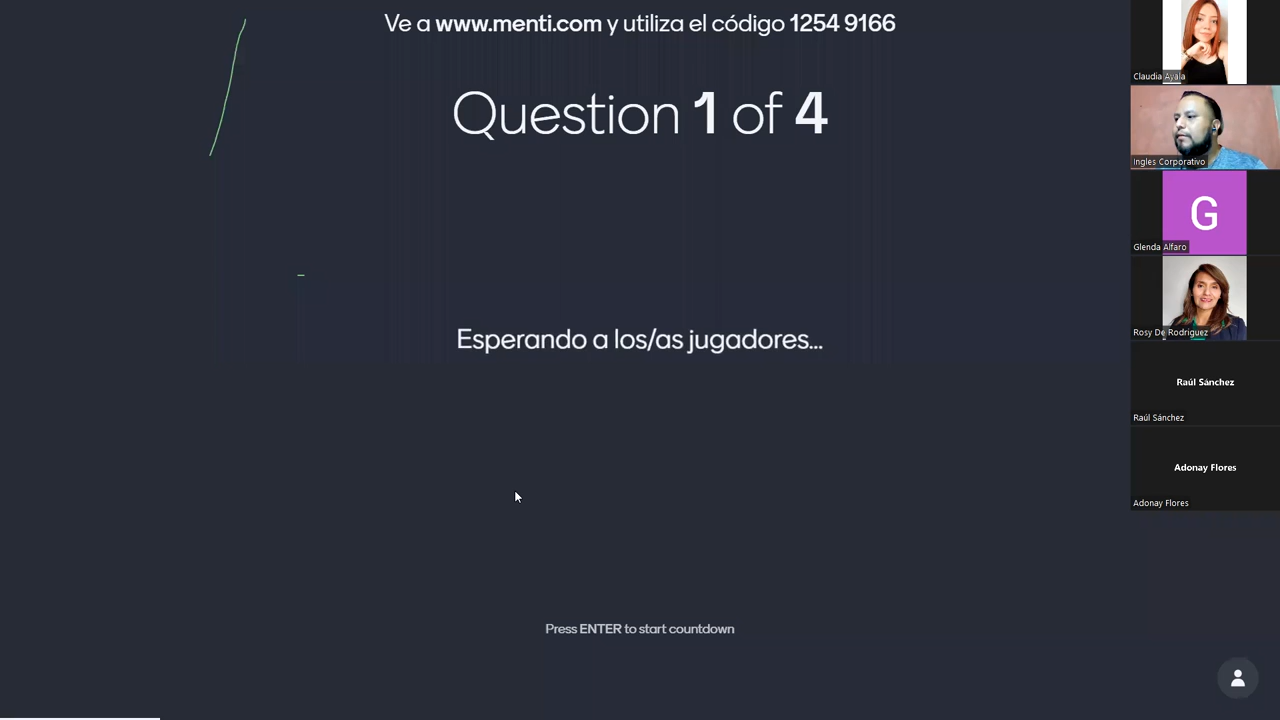 Ve a www.menti.com y utiliza el código 1254 9166
Question 1 of 4
Esperando a los/as jugadores...
Press ENTER to start countdown
Claudia Ayala
Ingles Corporativo
G
Glenda Alfaro
Rosy De Rodriguez
Raúl Sánchez
Raúl Sánchez
Adonay Flores
Adonay Flores